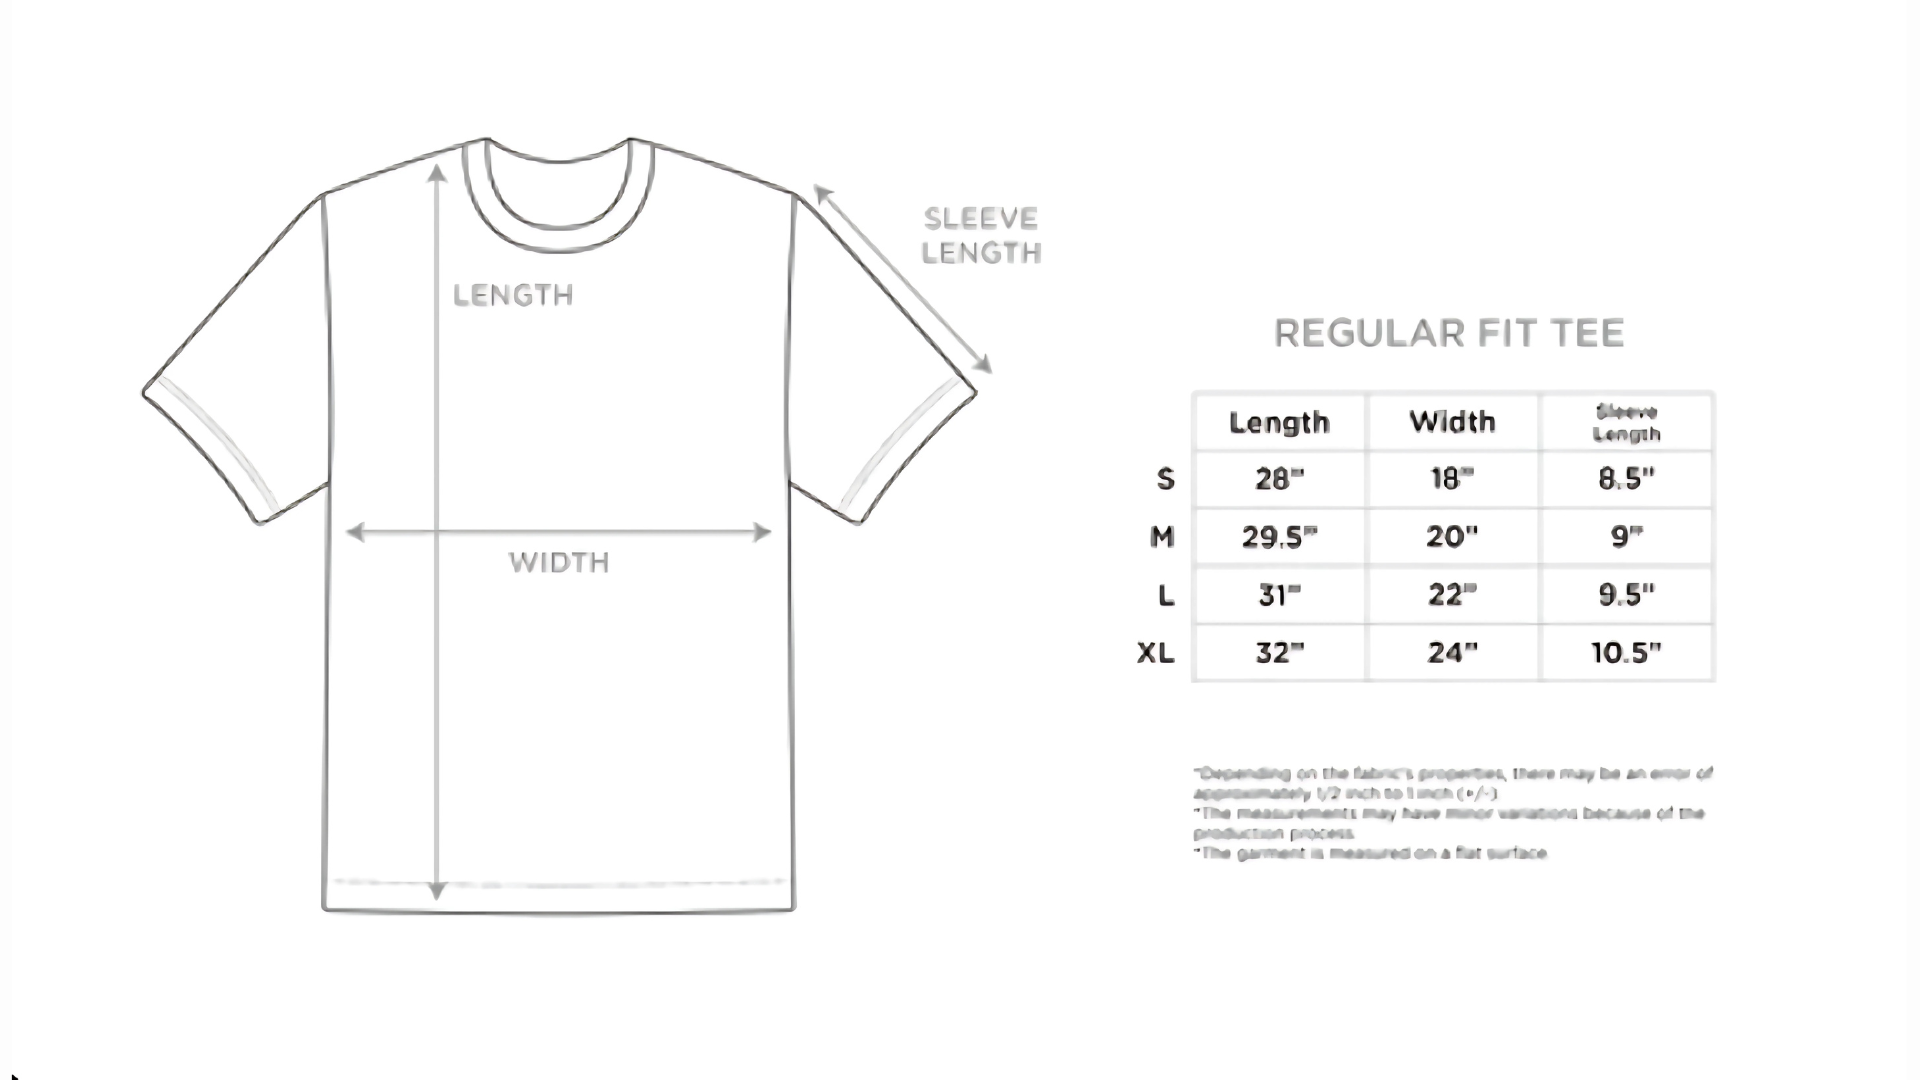 SLEEVE
LENGTH
LENGTH
WIDTH
REGULAR FIT TEE
Length Width Sleeve Length
S 28" 18" 8.5"
M 29.5" 20" 9"
L 31" 22" 9.5"
XL 32" 24" 10.5"
*Depending on the fabric's properties, there may be an error of
approximately 1/2 inch to 1 inch (+/-)
*The measurements may have minor variations because of the
production process.
*The garment is measured on a flat surface.